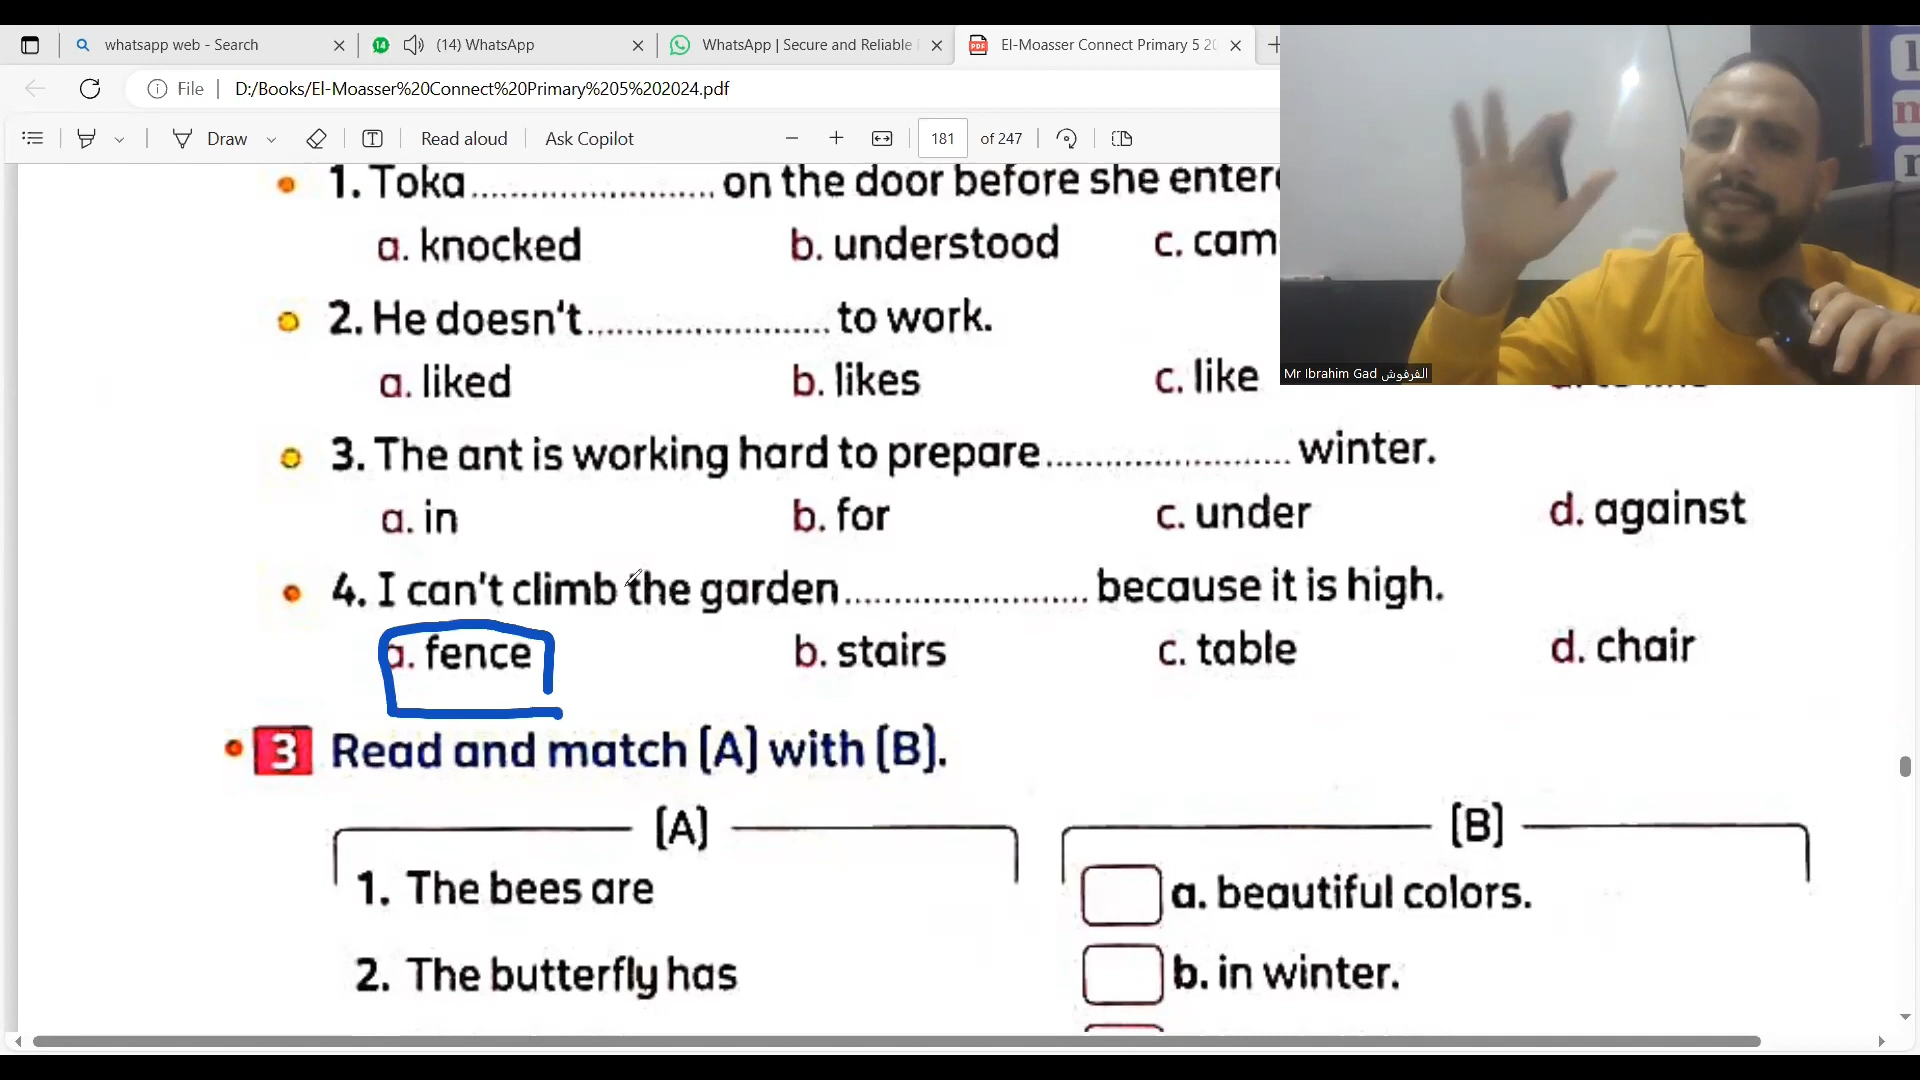 whatsapp web - Search
14 (14) WhatsApp
WhatsApp | Secure and Reliable
PDF El-Moasser Connect Primary 5 20
File D:/Books/El-Moasser%20Connect%20Primary%205%202024.pdf
Draw Read aloud Ask Copilot 181 of 247
1. Toka........................ on the door before she entere
a. knocked b. understood c. cam
2. He doesn't........................ to work.
a. liked b. likes c. like
3. The ant is working hard to prepare........................ winter.
a. in b. for c. under d. against
4. I can't climb the garden........................ because it is high.
a. fence b. stairs c. table d. chair
3 Read and match (A) with (B).
(A) (B)
1. The bees are a. beautiful colors.
2. The butterfly has b. in winter.
Mr Ibrahim Gad الفرفوش